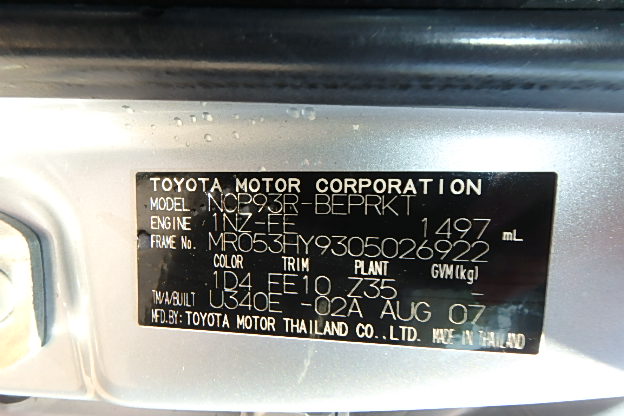 TOYOTA MOTOR CORPORATION
MODEL NCP93R-BEPRKT
ENGINE 1NZ-FE 1497 mL
FRAME No. MR053HY9305026922
COLOR TRIM PLANT GVM(kg)
1D4 FE10 Z35 -
TM/A/BUILT U340E -02A AUG 07
MFD.BY:TOYOTA MOTOR THAILAND CO.,LTD. MADE IN THAILAND